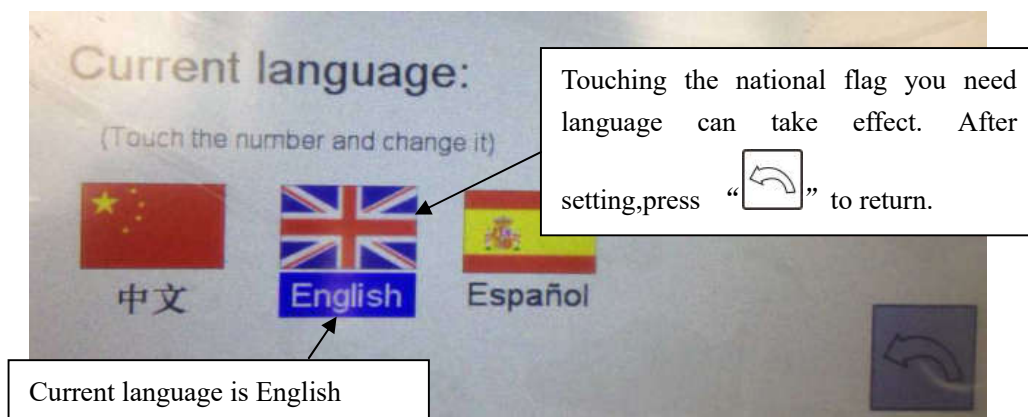 Current language:
(Touch the number and change it)
中文
English
Español
Touching the national flag you need
language can take effect. After
setting,press “ ” to return.
Current language is English